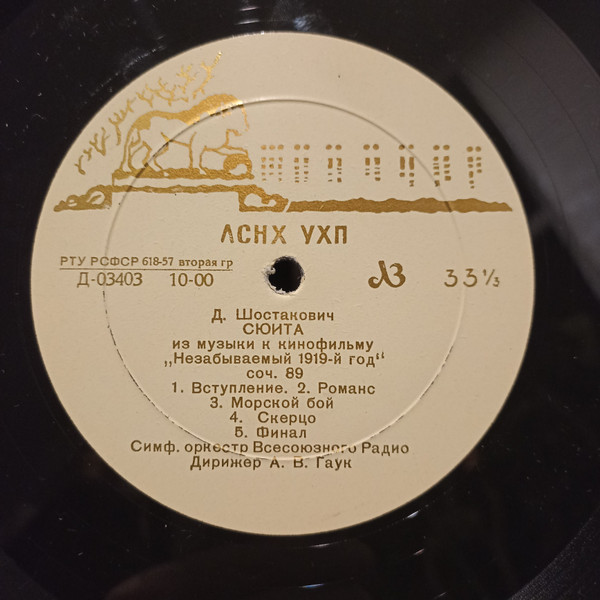 ЛСНХ УХП
РТУ РСФСР 618-57 вторая гр
Д-03403 10-00 ЛЗ 33⅓
Д. Шостакович
СЮИТА
из музыки к кинофильму
„Незабываемый 1919-й год“
соч. 89
1. Вступление. 2. Романс
3. Морской бой
4. Скерцо
5. Финал
Симф. оркестр Всесоюзного Радио
Дирижер А. В. Гаук